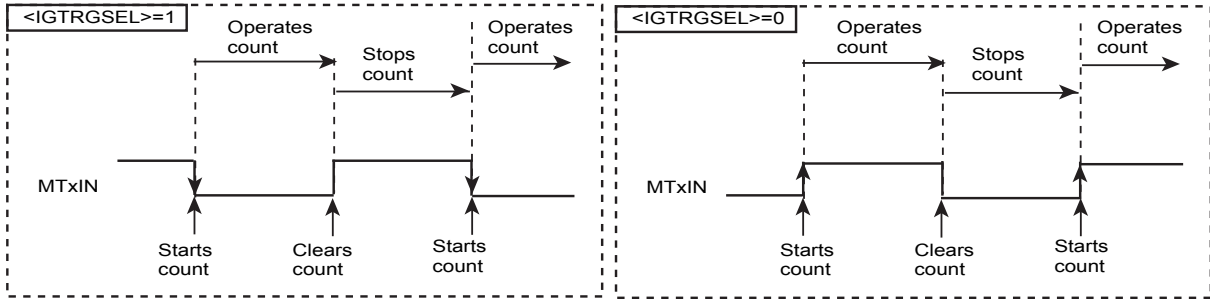 <IGTRGSEL>=1
Operates
count
Stops
count
Operates
count
MTxIN
Starts
count
Clears
count
Starts
count
<IGTRGSEL>=0
Operates
count
Stops
count
Operates
count
MTxIN
Starts
count
Clears
count
Starts
count